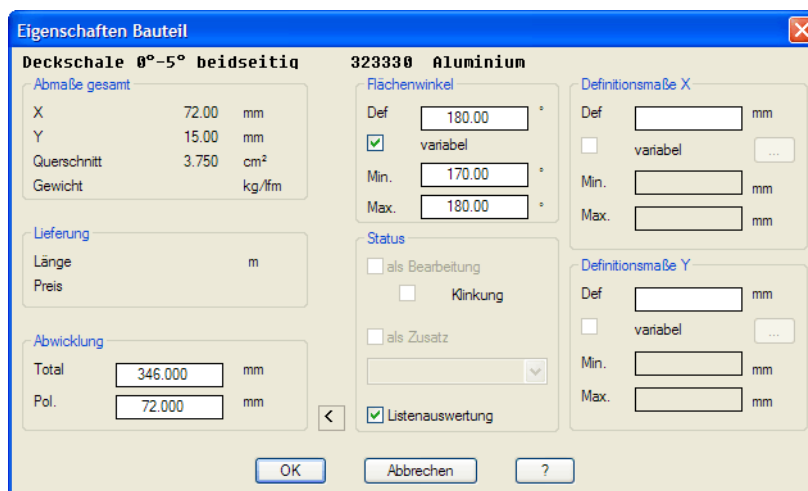 Eigenschaften Bauteil
Deckschale 0°-5° beidseitig 323330 Aluminium
Abmaße gesamt
X 72.00 mm
Y 15.00 mm
Querschnitt 3.750 cm²
Gewicht kg/lfm
Lieferung
Länge m
Preis
Abwicklung
Total 346.000 mm
Pol. 72.000 mm
<
Flächenwinkel
Def 180.00 °
variabel
Min. 170.00 °
Max. 180.00 °
Status
als Bearbeitung
Klinkung
als Zusatz
Listenauswertung
Definitionsmaße X
Def mm
variabel ...
Min. mm
Max. mm
Definitionsmaße Y
Def mm
variabel ...
Min. mm
Max. mm
OK Abbrechen ?